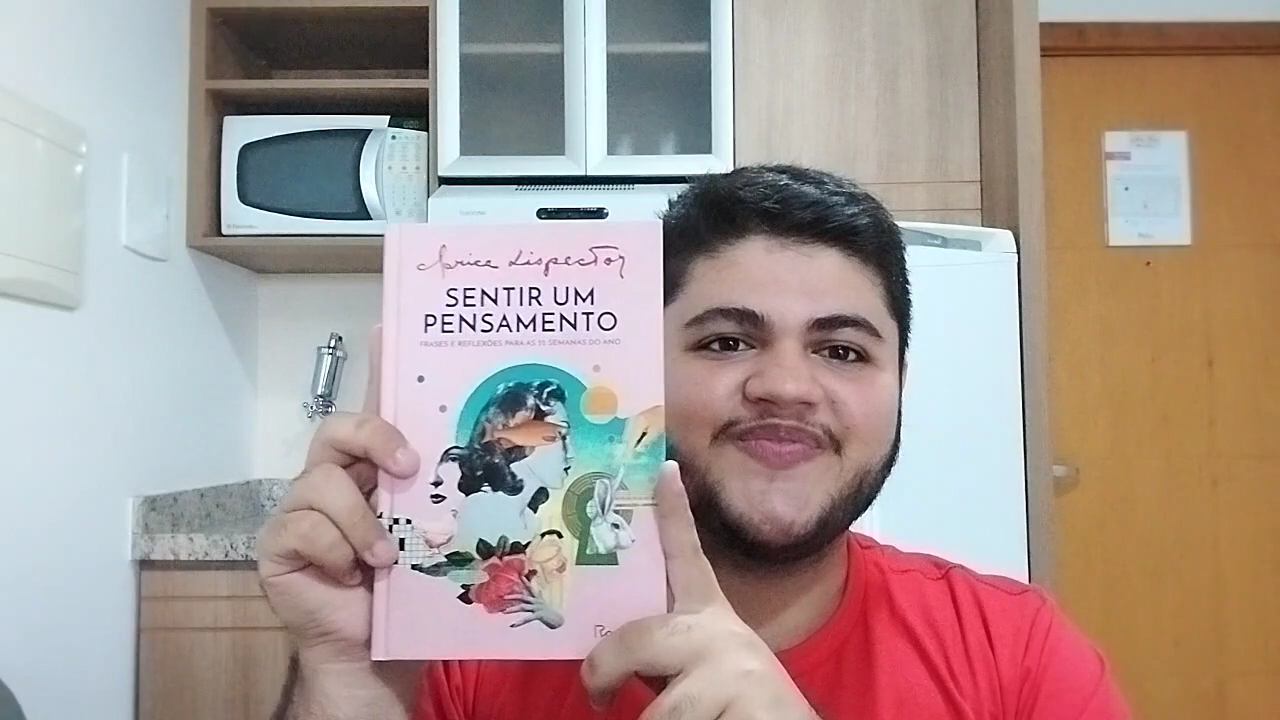 Clarice Lispector
SENTIR UM
PENSAMENTO
FRASES E REFLEXÕES PARA AS 52 SEMANAS DO ANO